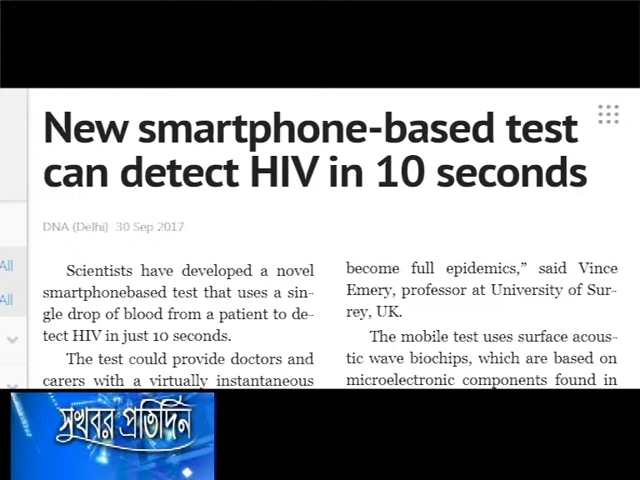 New smartphone-based test
can detect HIV in 10 seconds
DNA (Delhi) 30 Sep 2017
All
All
Scientists have developed a novel
smartphonebased test that uses a sin-
gle drop of blood from a patient to de-
tect HIV in just 10 seconds.
The test could provide doctors and
carers with a virtually instantaneous
become full epidemics,” said Vince
Emery, professor at University of Sur-
rey, UK.
The mobile test uses surface acous-
tic wave biochips, which are based on
microelectronic components found in
সুখবর প্রতিদিন